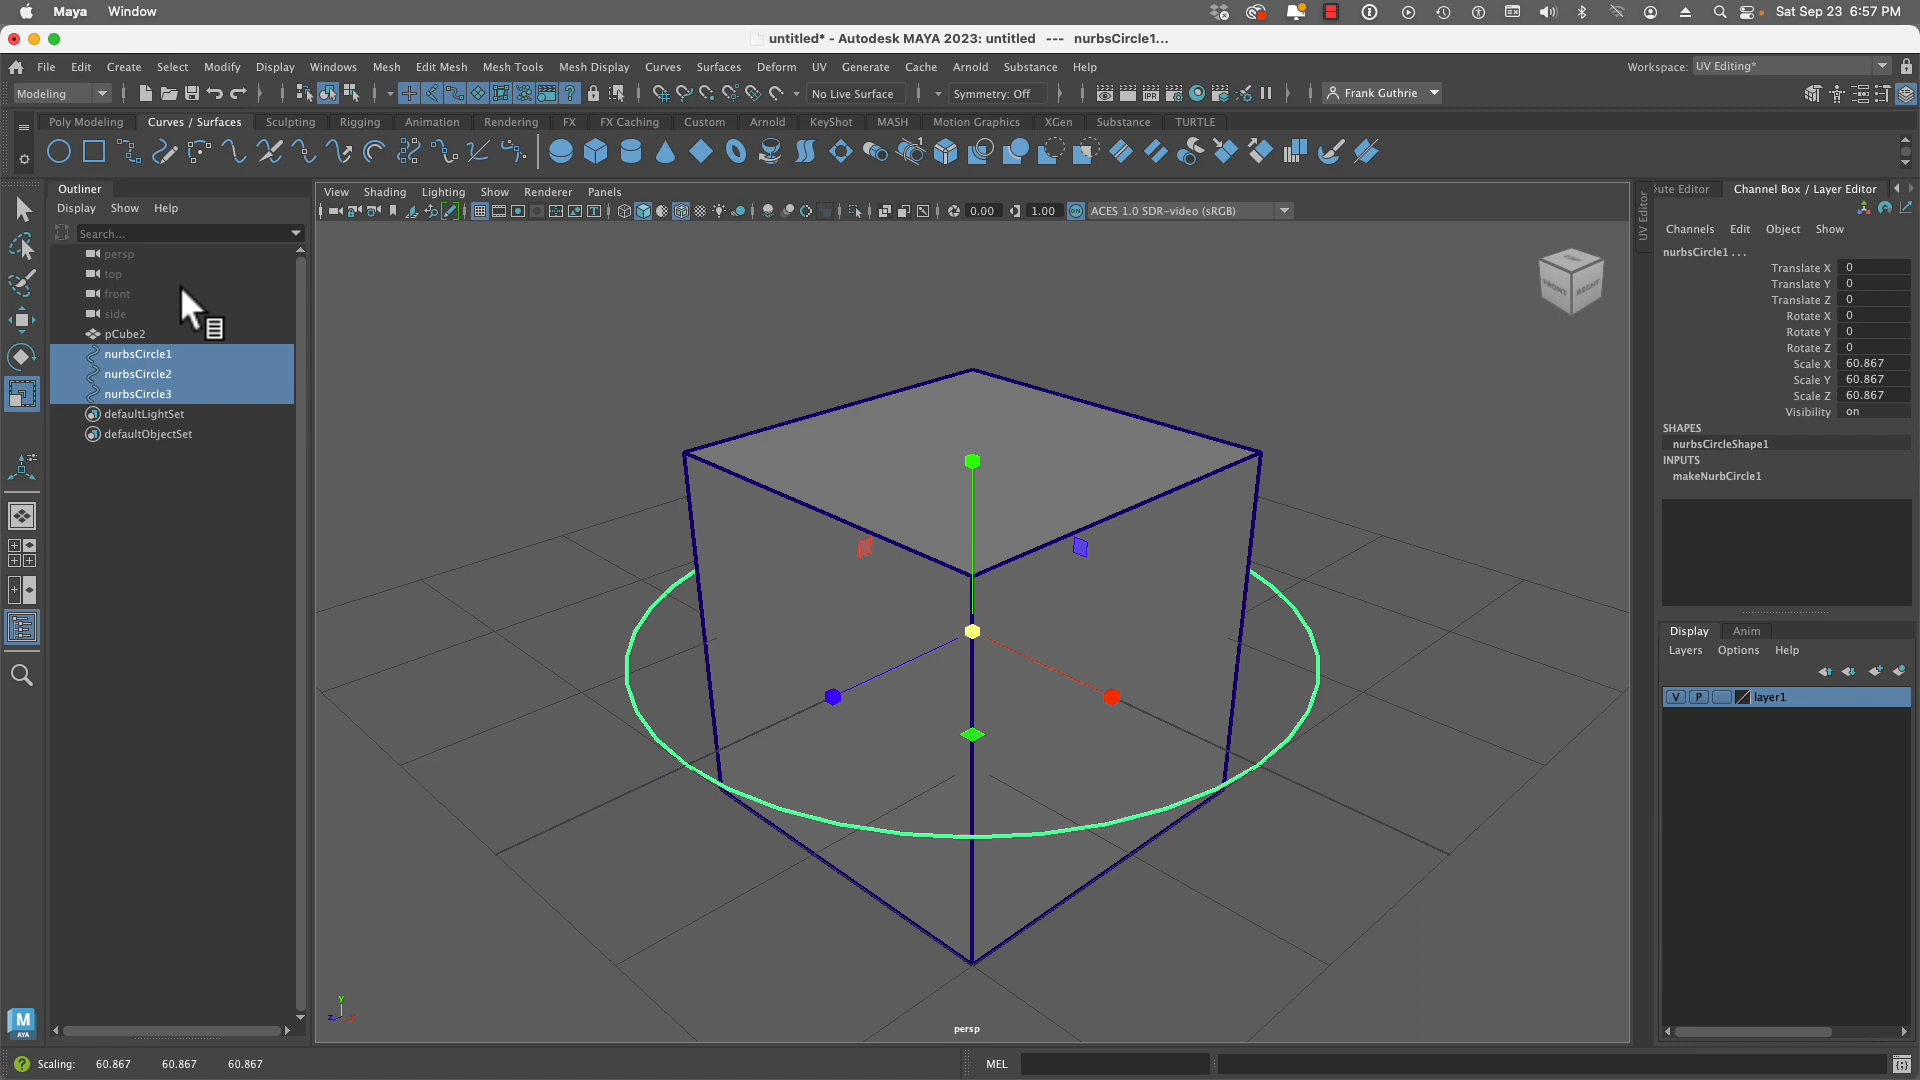 Maya Window
Sat Sep 23 6:57 PM
untitled* - Autodesk MAYA 2023: untitled --- nurbsCircle1...
File Edit Create Select Modify Display Windows Mesh Edit Mesh Mesh Tools Mesh Display Curves Surfaces Deform UV Generate Cache Arnold Substance Help
Workspace: UV Editing*
Modeling
No Live Surface
Symmetry: Off
IPR
Frank Guthrie
Poly Modeling Curves / Surfaces Sculpting Rigging Animation Rendering FX FX Caching Custom Arnold KeyShot MASH Motion Graphics XGen Substance TURTLE
Outliner
Display Show Help
Search...
persp
top
front
side
pCube2
nurbsCircle1
nurbsCircle2
nurbsCircle3
defaultLightSet
defaultObjectSet
View Shading Lighting Show Renderer Panels
0.00 1.00 ON ACES 1.0 SDR-video (sRGB)
FRONT RIGHT
y
z x
persp
UV Editor
ute Editor Channel Box / Layer Editor
Channels Edit Object Show
nurbsCircle1 . . .
Translate X 0
Translate Y 0
Translate Z 0
Rotate X 0
Rotate Y 0
Rotate Z 0
Scale X 60.867
Scale Y 60.867
Scale Z 60.867
Visibility on
SHAPES
nurbsCircleShape1
INPUTS
makeNurbCircle1
Display Anim
Layers Options Help
V P layer1
M
AYA
Scaling: 60.867 60.867 60.867
MEL